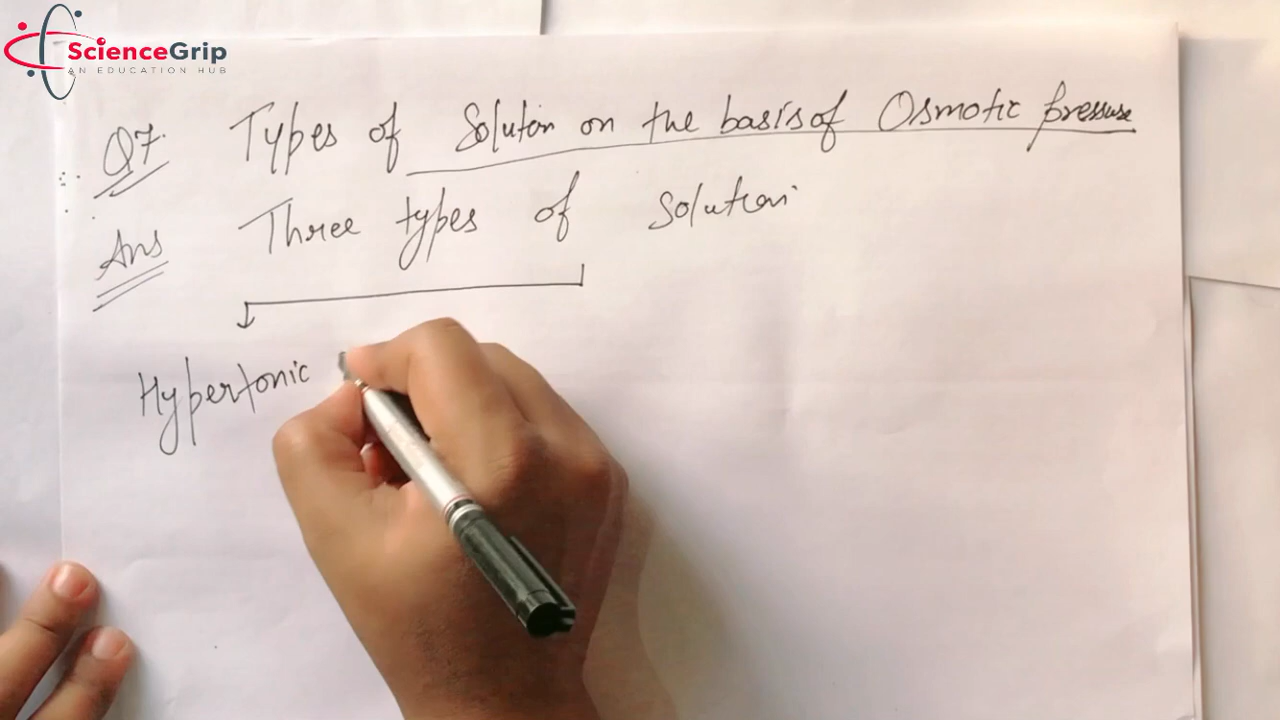 ScienceGrip
AN EDUCATION HUB
Q7. Types of Solution on the basis of Osmotic pressure
Ans Three types of Solution
Hypertonic